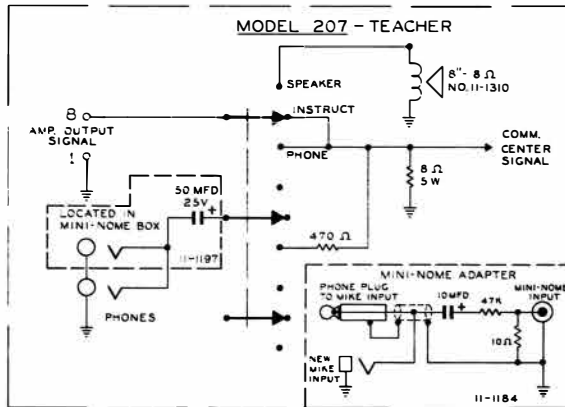 MODEL 207 - TEACHER
SPEAKER
8"- 8 Ω
NO. 11-1310
8
INSTRUCT
AMP. OUTPUT
SIGNAL
1
PHONE
COMM.
CENTER
SIGNAL
8 Ω
5 W
50 MFD
25V
+
LOCATED IN
MINI-NOME BOX
11-1197
470 Ω
PHONES
MINI-NOME ADAPTER
PHONE PLUG
TO MIKE INPUT
10MFD
+
47K
MINI-NOME
INPUT
10Ω
NEW
MIKE
INPUT
11-1184